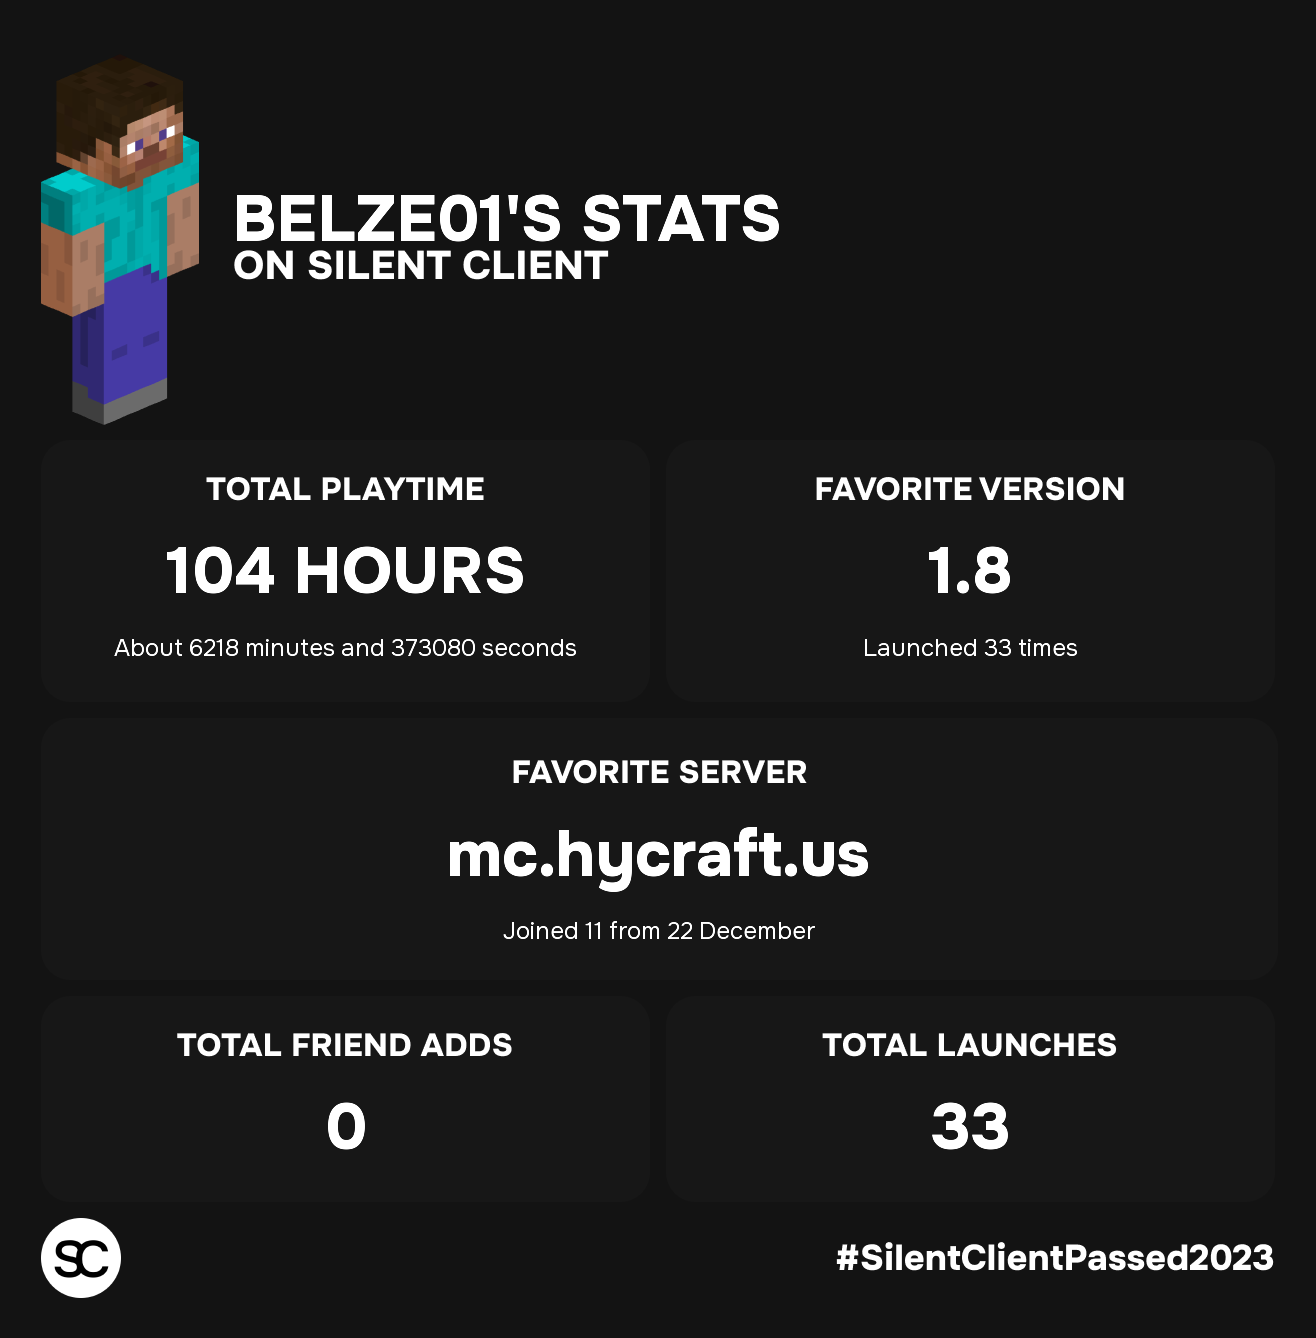 BELZE01'S STATS
ON SILENT CLIENT
TOTAL PLAYTIME
104 HOURS
About 6218 minutes and 373080 seconds
FAVORITE VERSION
1.8
Launched 33 times
FAVORITE SERVER
mc.hycraft.us
Joined 11 from 22 December
TOTAL FRIEND ADDS
0
TOTAL LAUNCHES
33
SC
#SilentClientPassed2023